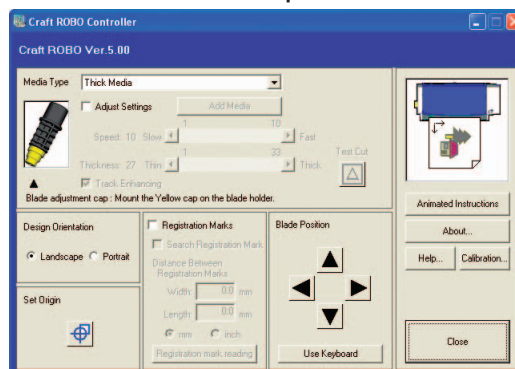 Craft ROBO Controller
Craft ROBO Ver.5.00
Media Type Thick Media
Adjust Settings Add Media
1 10
Speed: 10 Slow Fast
1 33
Thickness: 27 Thin Thick
Test Cut
Track Enhancing
Blade adjustment cap : Mount the Yellow cap on the blade holder.
Design Orientation
Landscape Portrait
Set Origin
Registration Marks
Search Registration Mark
Distance Between
Registration Marks
Width: 0.0 mm
Length: 0.0 mm
mm inch
Registration mark reading
Blade Position
Use Keyboard
Animated Instructions
About...
Help... Calibration...
Close